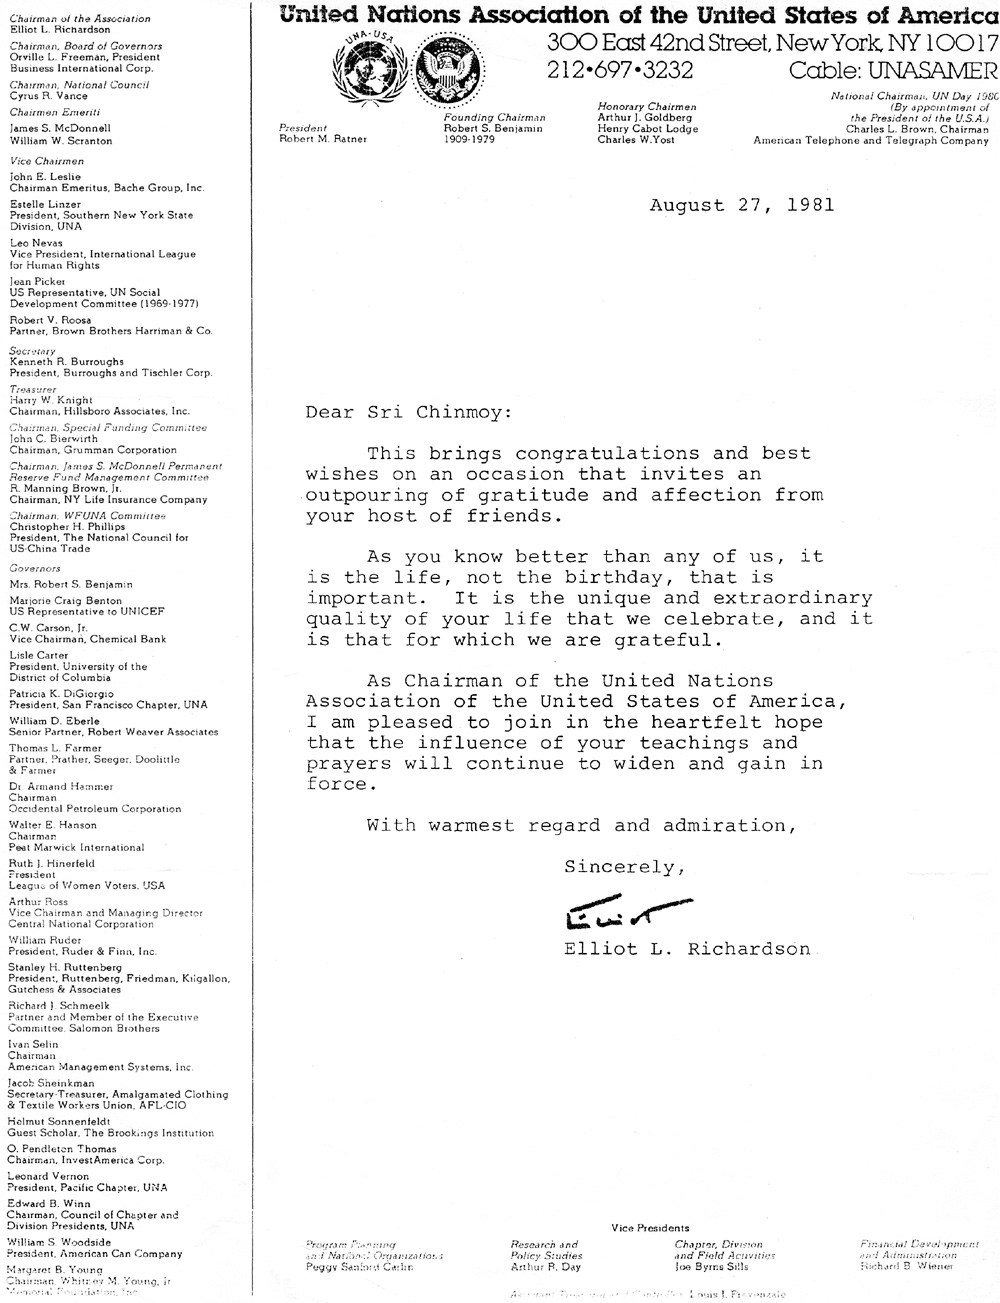 United Nations Association of the United States of America
300 East 42nd Street, New York, NY 10017
212•697•3232 Cable: UNASAMER
UNA-USA
President
Robert M. Ratner
Founding Chairman
Robert S. Benjamin
1909-1979
Honorary Chairmen
Arthur J. Goldberg
Henry Cabot Lodge
Charles W. Yost
National Chairman, UN Day 1980
(By appointment of
the President of the U.S.A.)
Charles L. Brown, Chairman
American Telephone and Telegraph Company
Chairman of the Association
Elliot L. Richardson
Chairman, Board of Governors
Orville L. Freeman, President
Business International Corp.
Chairman, National Council
Cyrus R. Vance
Chairmen Emeriti
James S. McDonnell
William W. Scranton
Vice Chairmen
John E. Leslie
Chairman Emeritus, Bache Group, Inc.
Estelle Linzer
President, Southern New York State
Division, UNA
Leo Nevas
Vice President, International League
for Human Rights
Jean Picker
US Representative, UN Social
Development Committee (1969-1977)
Robert V. Roosa
Partner, Brown Brothers Harriman & Co.
Secretary
Kenneth R. Burroughs
President, Burroughs and Tischler Corp.
Treasurer
Harry W. Knight
Chairman, Hillsboro Associates, Inc.
Chairman, Special Funding Committee
John C. Bierwirth
Chairman, Grumman Corporation
Chairman, James S. McDonnell Permanent
Reserve Fund Management Committee
R. Manning Brown, Jr.
Chairman, NY Life Insurance Company
Chairman, WFUNA Committee
Christopher H. Phillips
President, The National Council for
US-China Trade
Governors
Mrs. Robert S. Benjamin
Marjorie Craig Benton
US Representative to UNICEF
C.W. Carson, Jr.
Vice Chairman, Chemical Bank
Lisle Carter
President, University of the
District of Columbia
Patricia K. DiGiorgio
President, San Francisco Chapter, UNA
William D. Eberle
Senior Partner, Robert Weaver Associates
Thomas L. Farmer
Partner, Prather, Seeger, Doolittle
& Farmer
Dr. Armand Hammer
Chairman
Occidental Petroleum Corporation
Walter E. Hanson
Chairman
Peat Marwick International
Ruth J. Hinerfeld
President
League of Women Voters, USA
Arthur Ross
Vice Chairman and Managing Director
Central National Corporation
William Ruder
President, Ruder & Finn, Inc.
Stanley H. Ruttenberg
President, Ruttenberg, Friedman, Kilgallon,
Gutchess & Associates
Richard J. Schmeelk
Partner and Member of the Executive
Committee, Salomon Brothers
Ivan Selin
Chairman
American Management Systems, Inc.
Jacob Sheinkman
Secretary-Treasurer, Amalgamated Clothing
& Textile Workers Union, AFL-CIO
Helmut Sonnenfeldt
Guest Scholar, The Brookings Institution
O. Pendleton Thomas
Chairman, InvestAmerica Corp.
Leonard Vernon
President, Pacific Chapter, UNA
Edward B. Winn
Chairman, Council of Chapter and
Division Presidents, UNA
William S. Woodside
President, American Can Company
Margaret B. Young
Chairman, Whitney M. Young, Jr
Memorial Foundation, Inc
August 27, 1981
Dear Sri Chinmoy:
This brings congratulations and best
wishes on an occasion that invites an
outpouring of gratitude and affection from
your host of friends.
As you know better than any of us, it
is the life, not the birthday, that is
important. It is the unique and extraordinary
quality of your life that we celebrate, and it
is that for which we are grateful.
As Chairman of the United Nations
Association of the United States of America,
I am pleased to join in the heartfelt hope
that the influence of your teachings and
prayers will continue to widen and gain in
force.
With warmest regard and admiration,
Sincerely,
Elliot
Elliot L. Richardson
Vice Presidents
Program Planning
and National Organizations
Peggy Sanford Carlin
Research and
Policy Studies
Arthur R. Day
Chapter, Division
and Field Activities
Joe Byrns Sills
Financial Development
and Administration
Richard B. Wiener
Louis J. Provenzale